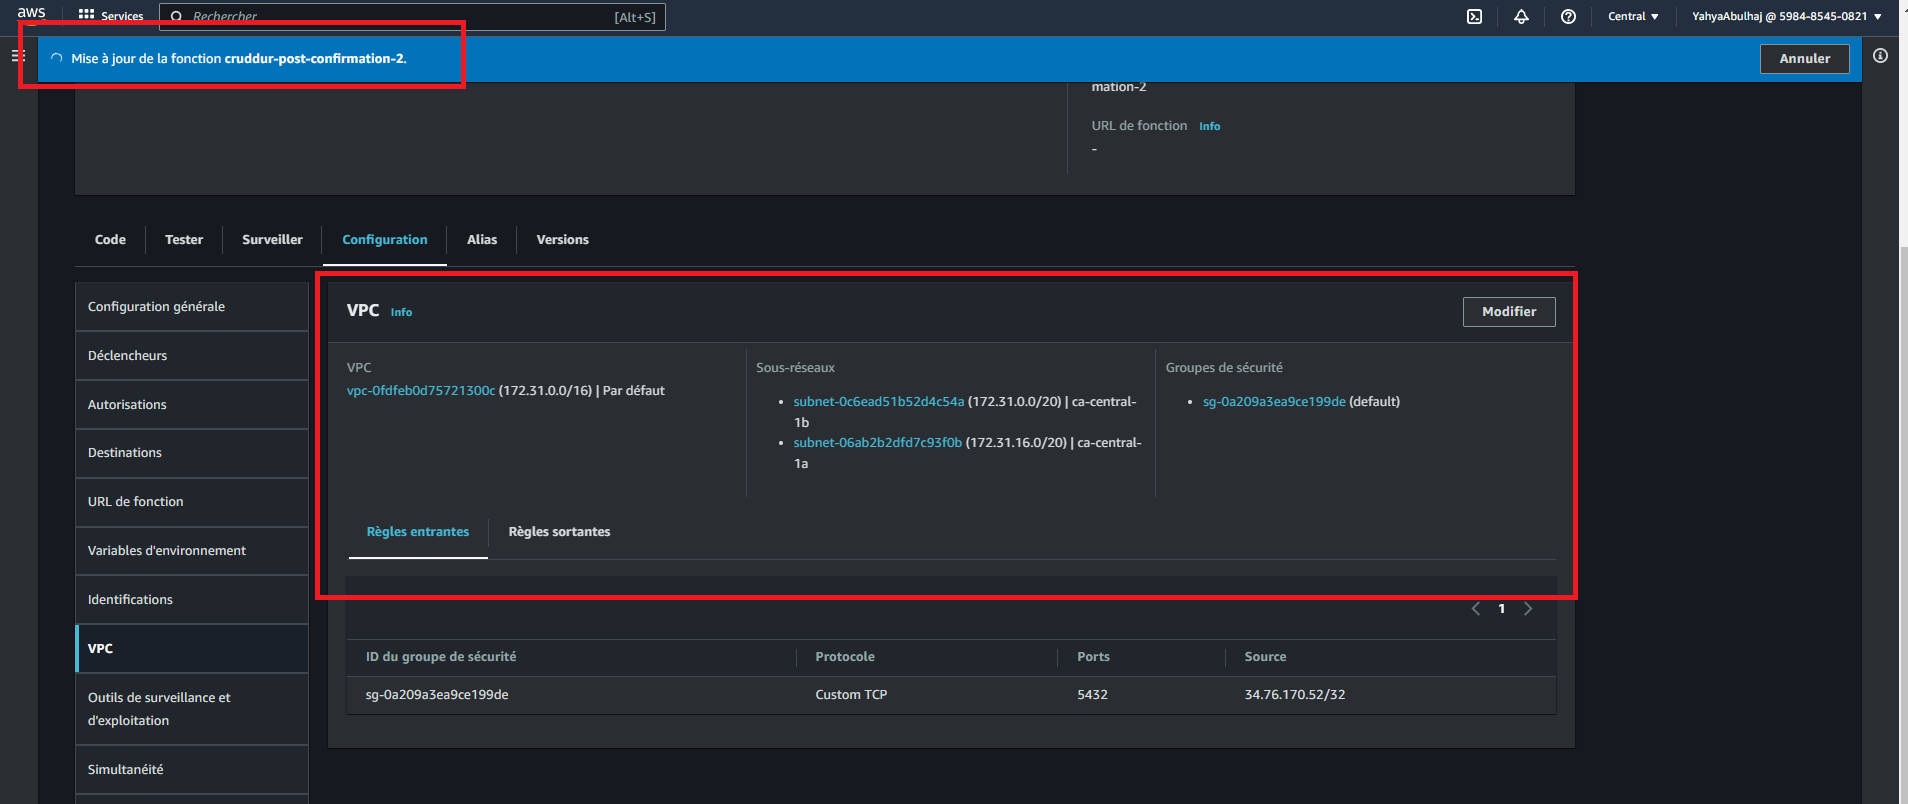 aws
Services
Rechercher
[Alt+S]
Central ▼
YahyaAbulhaj @ 5984-8545-0821 ▼
Mise à jour de la fonction cruddur-post-confirmation-2.
Annuler
mation-2
URL de fonction Info
-
Code
Tester
Surveiller
Configuration
Alias
Versions
Configuration générale
Déclencheurs
Autorisations
Destinations
URL de fonction
Variables d'environnement
Identifications
VPC
Outils de surveillance et
d'exploitation
Simultanéité
VPC Info
Modifier
VPC
vpc-0fdfeb0d75721300c (172.31.0.0/16) | Par défaut
Sous-réseaux
• subnet-0c6ead51b52d4c54a (172.31.0.0/20) | ca-central-
1b
• subnet-06ab2b2dfd7c93f0b (172.31.16.0/20) | ca-central-
1a
Groupes de sécurité
• sg-0a209a3ea9ce199de (default)
Règles entrantes
Règles sortantes
1
ID du groupe de sécurité
Protocole
Ports
Source
sg-0a209a3ea9ce199de
Custom TCP
5432
34.76.170.52/32